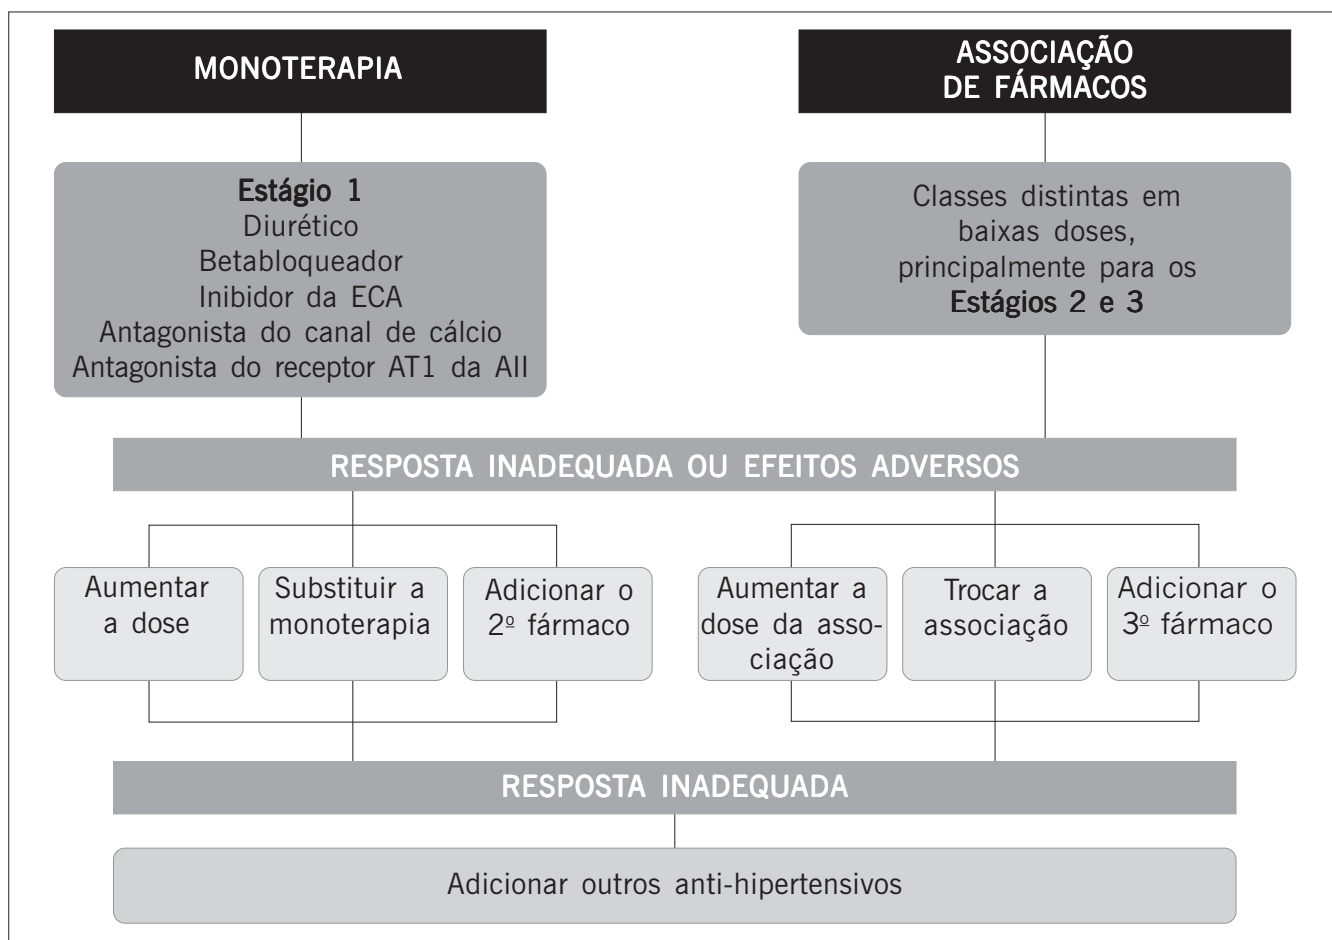 MONOTERAPIA
Estágio 1
Diurético
Betabloqueador
Inibidor da ECA
Antagonista do canal de cálcio
Antagonista do receptor AT1 da AII
ASSOCIAÇÃO
DE FÁRMACOS
Classes distintas em
baixas doses,
principalmente para os
Estágios 2 e 3
RESPOSTA INADEQUADA OU EFEITOS ADVERSOS
Aumentar
a dose
Substituir a
monoterapia
Adicionar o
2º fármaco
Aumentar a
dose da asso-
ciação
Trocar a
associação
Adicionar o
3º fármaco
RESPOSTA INADEQUADA
Adicionar outros anti-hipertensivos